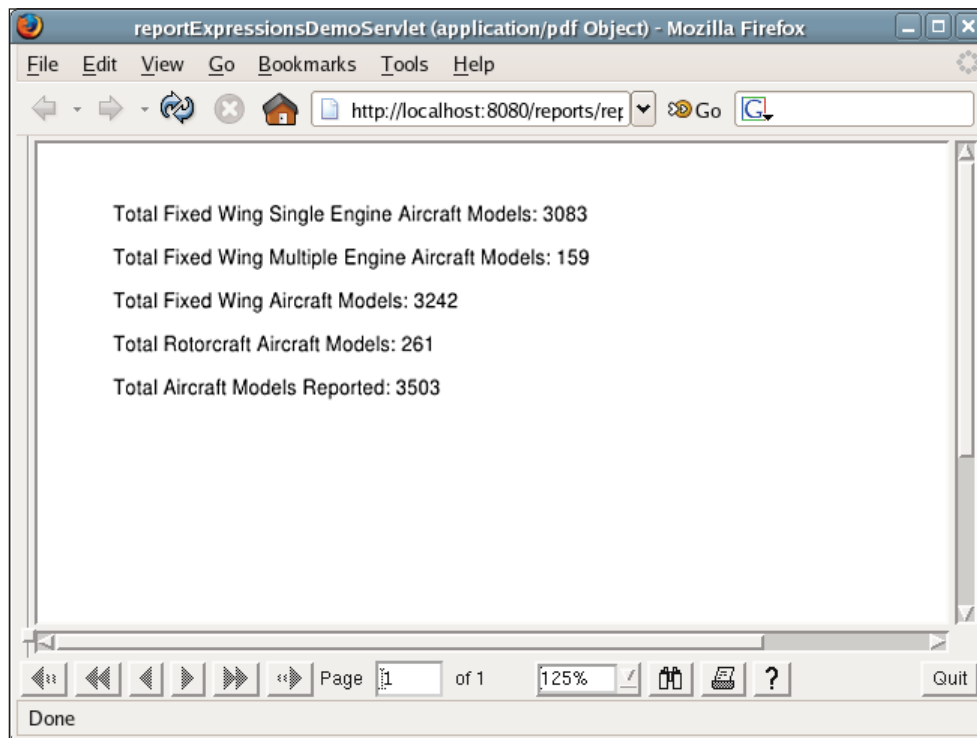 reportExpressionsDemoServlet (application/pdf Object) - Mozilla Firefox
File Edit View Go Bookmarks Tools Help
http://localhost:8080/reports/rep Go G
Total Fixed Wing Single Engine Aircraft Models: 3083
Total Fixed Wing Multiple Engine Aircraft Models: 159
Total Fixed Wing Aircraft Models: 3242
Total Rotorcraft Aircraft Models: 261
Total Aircraft Models Reported: 3503
Page 1 of 1 125% ? Quit
Done